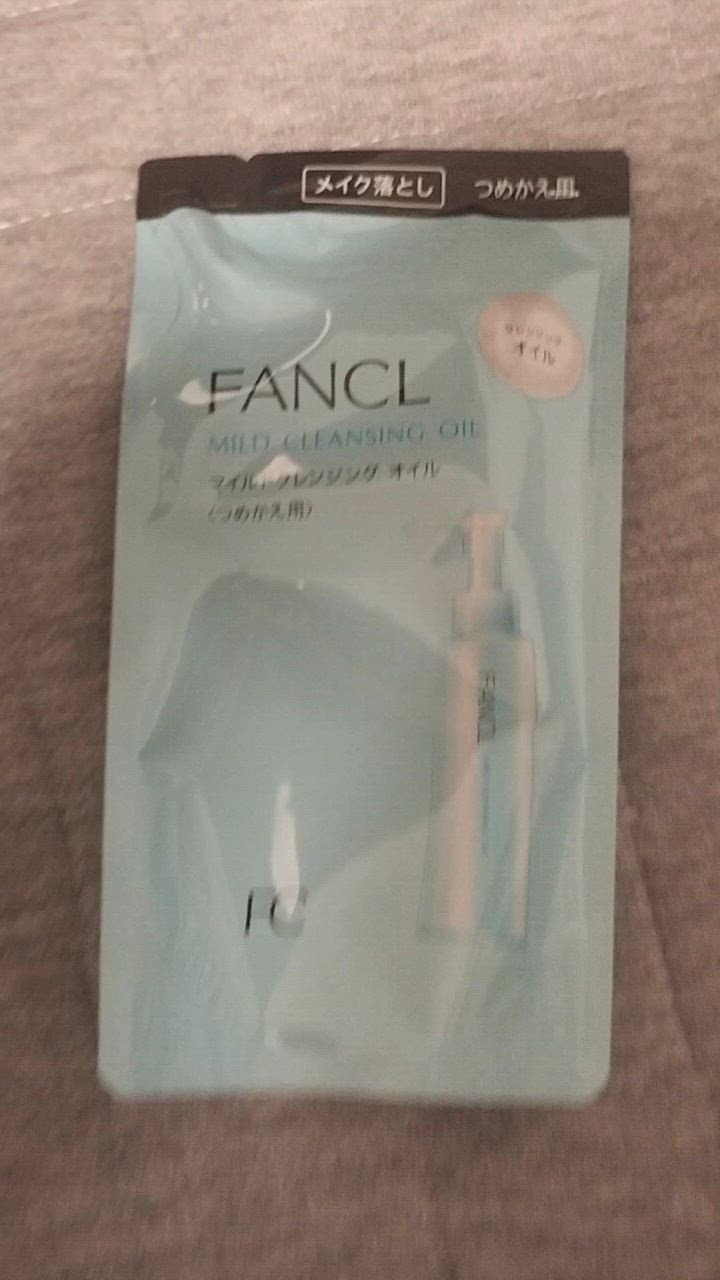 メイク落とし つめかえ用
クレンジング
オイル
FANCL
MILD CLEANSING OIL
マイルドクレンジング オイル
〈つめかえ用〉
FANCL
FC